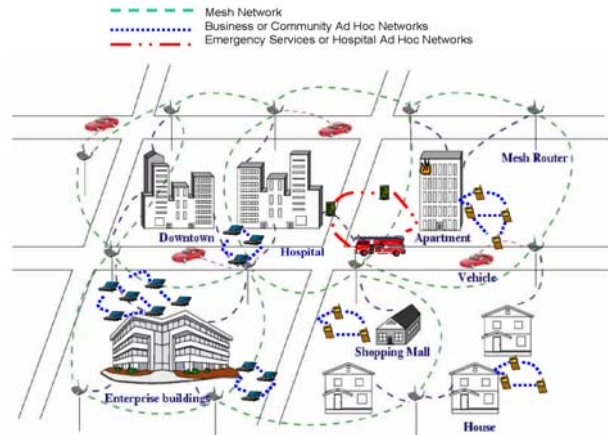 Mesh Network
Business or Community Ad Hoc Networks
Emergency Services or Hospital Ad Hoc Networks
Mesh Router
Downtown
Hospital
Apartment
Vehicle
Shopping Mall
Enterprise buildings
House